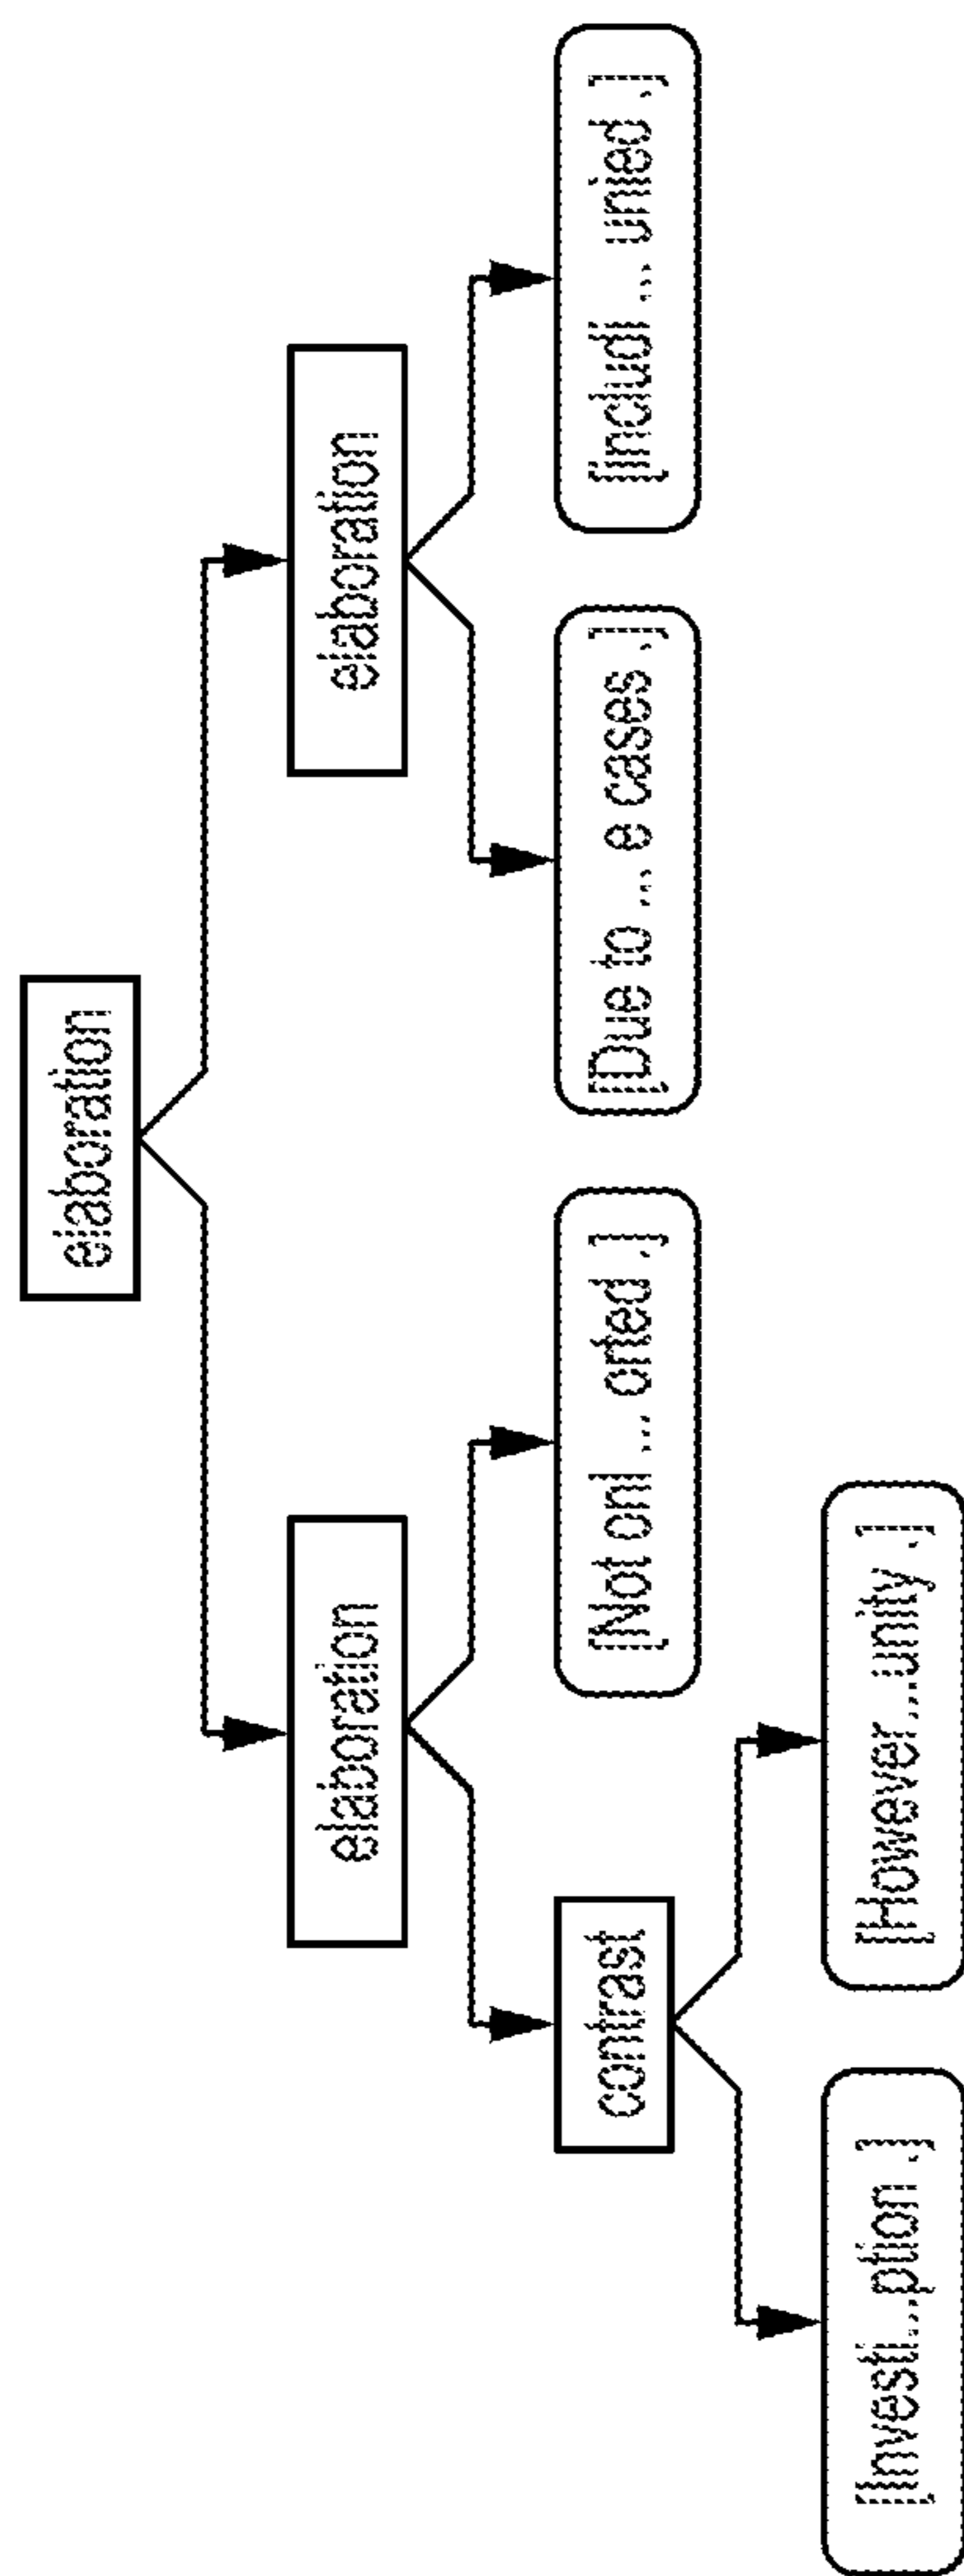 elaboration
elaboration
elaboration
contrast
[Not onl ... orted .]
[Due to ... e cases .]
[includi ... unied .]
[Investi...ption .]
[However...unity .]